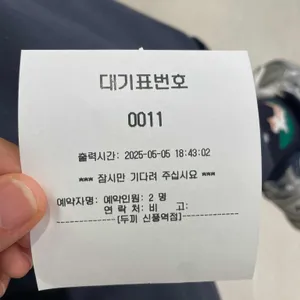 대기표번호
0011
출력시간: 2025-05-05 18:43:02
*** 잠시만 기다려 주십시요 ***
예약자명: 예약인원: 2 명
연 락 처: 비 고:
---------------[두끼 신풍역점]---------------